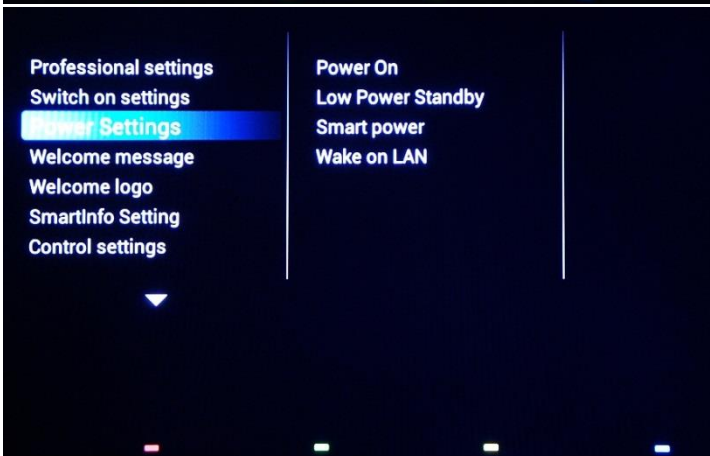 Professional settings
Switch on settings
Power Settings
Welcome message
Welcome logo
SmartInfo Setting
Control settings
Power On
Low Power Standby
Smart power
Wake on LAN